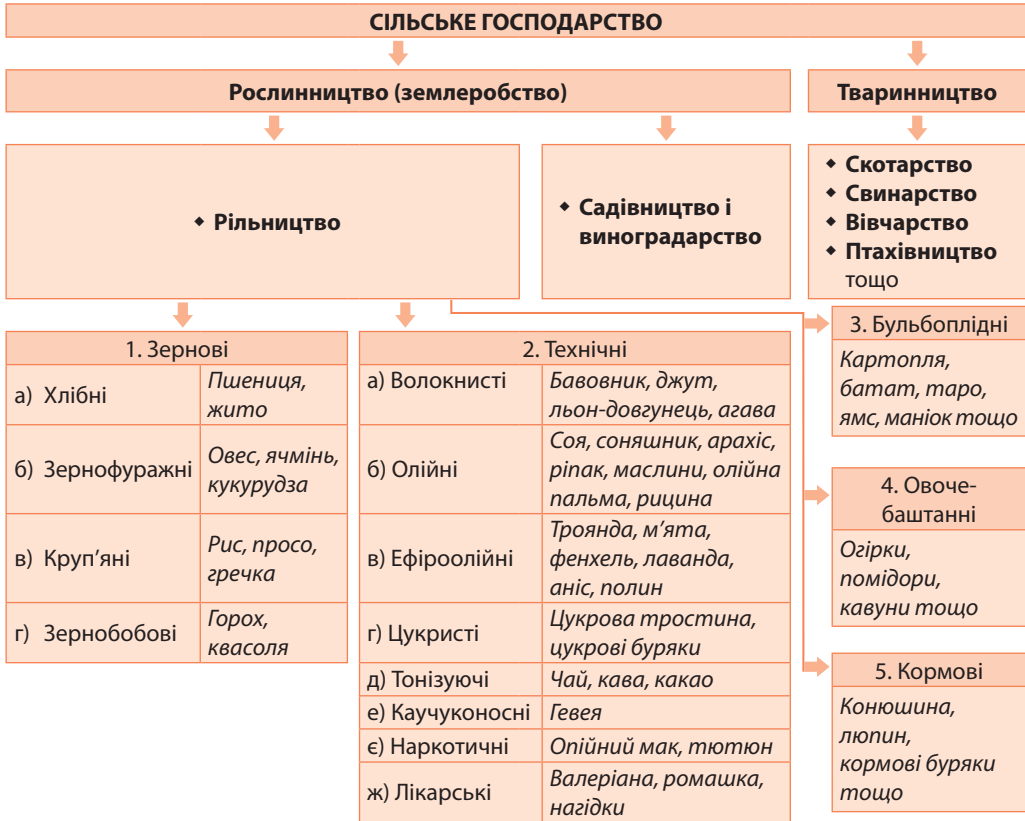 СІЛЬСЬКЕ ГОСПОДАРСТВО
Рослинництво (землеробство)
Тваринництво
◆ Рільництво
◆ Садівництво і
виноградарство
◆ Скотарство
◆ Свинарство
◆ Вівчарство
◆ Птахівництво
тощо
1. Зернові
а) Хлібні
Пшениця,
жито
б) Зернофуражні
Овес, ячмінь,
кукурудза
в) Круп’яні
Рис, просо,
гречка
г) Зернобобові
Горох,
квасоля
2. Технічні
а) Волокнисті
Бавовник, джут,
льон-довгунець, агава
б) Олійні
Соя, соняшник, арахіс,
ріпак, маслини, олійна
пальма, рицина
в) Ефіроолійні
Троянда, м’ята,
фенхель, лаванда,
аніс, полин
г) Цукристі
Цукрова тростина,
цукрові буряки
д) Тонізуючі
Чай, кава, какао
е) Каучуконосні
Гевея
є) Наркотичні
Опійний мак, тютюн
ж) Лікарські
Валеріана, ромашка,
нагідки
3. Бульбоплідні
Картопля,
батат, таро,
ямс, маніок тощо
4. Овоче-
баштанні
Огірки,
помідори,
кавуни тощо
5. Кормові
Конюшина,
люпин,
кормові буряки
тощо